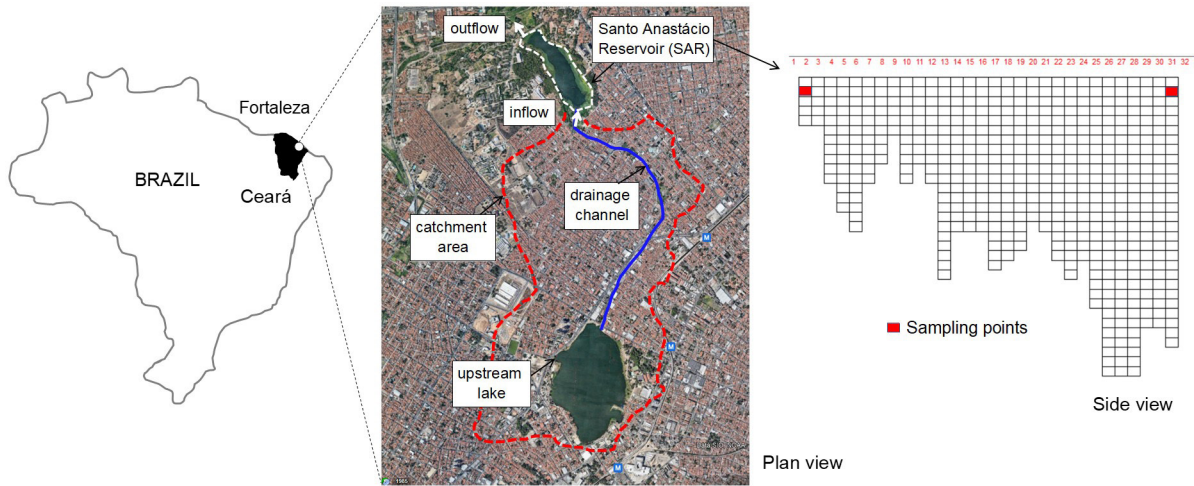 Fortaleza
BRAZIL
Ceará
outflow
Santo Anastácio
Reservoir (SAR)
inflow
drainage
channel
catchment
area
M
M
upstream
lake
M
1985
Plan view
1 2 3 4 5 6 7 8 9 10 11 12 13 14 15 16 17 18 19 20 21 22 23 24 25 26 27 28 29 30 31 32
Sampling points
Side view